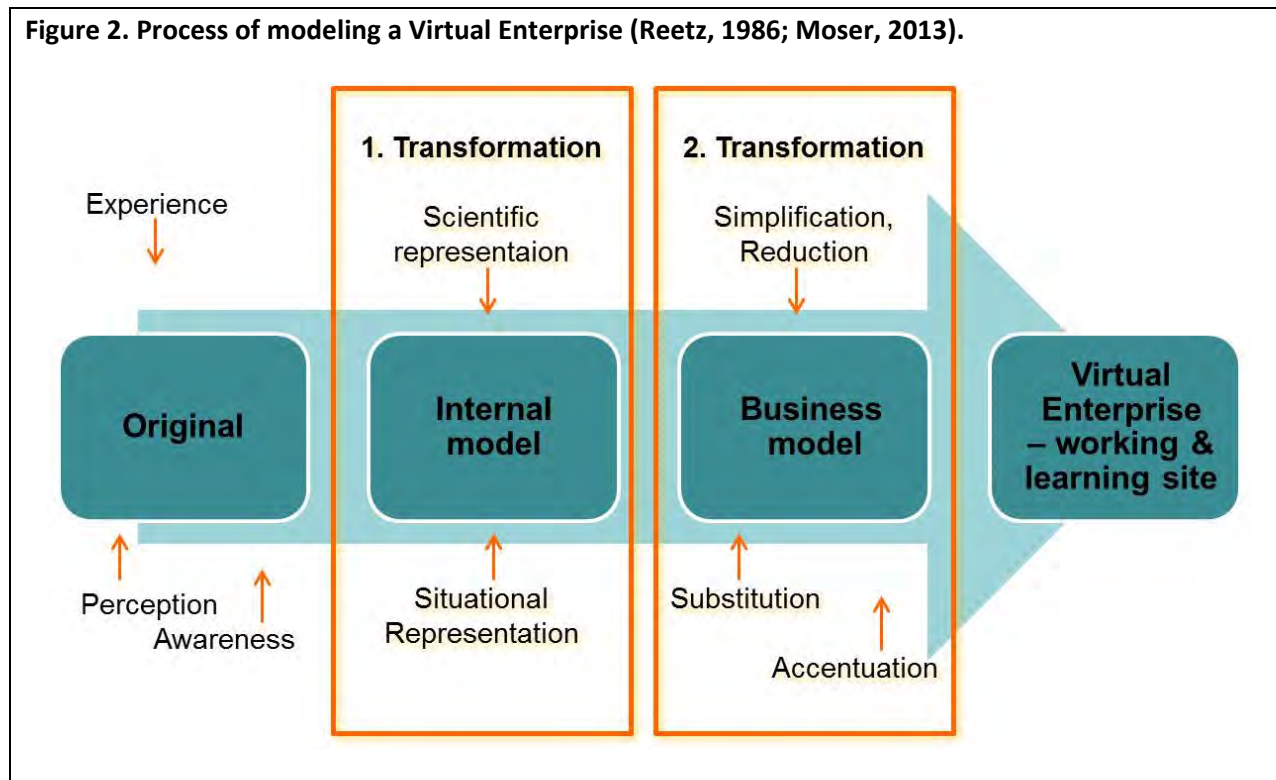 Figure 2. Process of modeling a Virtual Enterprise (Reetz, 1986; Moser, 2013).
1. Transformation
2. Transformation
Experience
Scientific
representaion
Simplification,
Reduction
Original
Internal
model
Business
model
Virtual
Enterprise
– working &
learning site
Perception
Awareness
Situational
Representation
Substitution
Accentuation